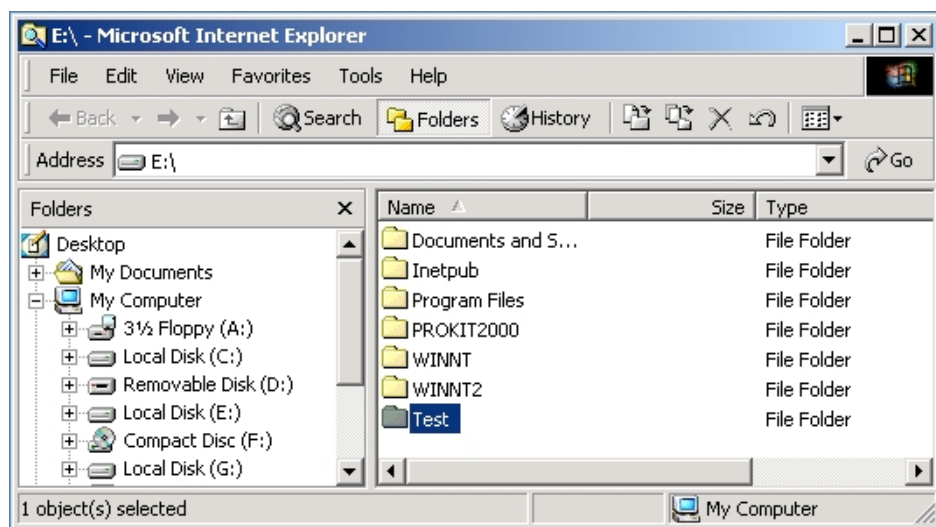 E:\ - Microsoft Internet Explorer
File Edit View Favorites Tools Help
Back Search Folders History
Address E:\ Go
Folders
Desktop
My Documents
My Computer
3½ Floppy (A:)
Local Disk (C:)
Removable Disk (D:)
Local Disk (E:)
Compact Disc (F:)
Local Disk (G:)
Name Size Type
Documents and S... File Folder
Inetpub File Folder
Program Files File Folder
PROKIT2000 File Folder
WINNT File Folder
WINNT2 File Folder
Test File Folder
1 object(s) selected My Computer